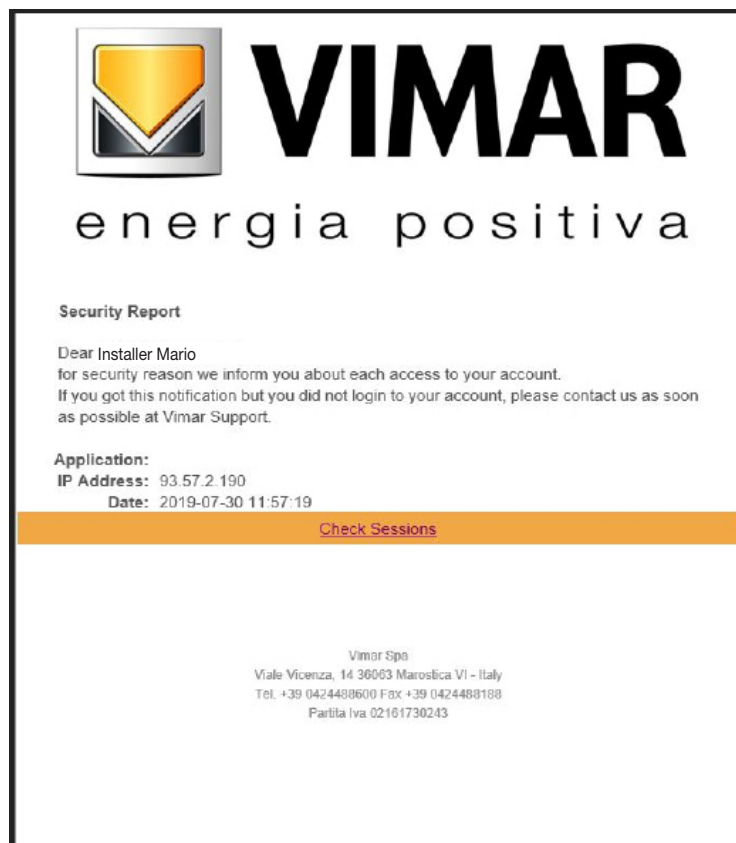 VIMAR
energia positiva
Security Report
Dear Installer Mario
for security reason we inform you about each access to your account.
If you got this notification but you did not login to your account, please contact us as soon
as possible at Vimar Support.
Application:
IP Address: 93.57.2.190
Date: 2019-07-30 11:57:19
Check Sessions
Vimar Spa
Viale Vicenza, 14 36063 Marostica VI - Italy
Tel. +39 0424488600 Fax +39 0424488188
Partita Iva 02161730243